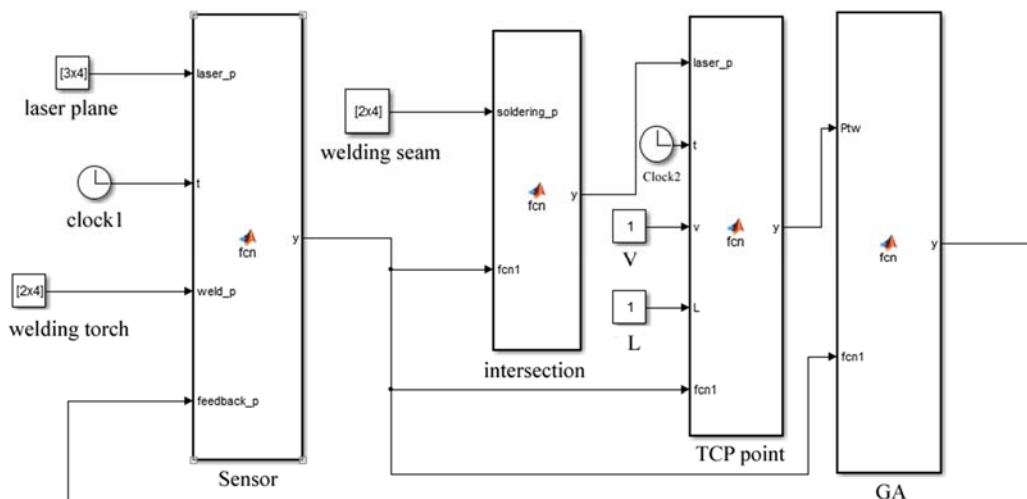 [3x4]
laser plane
clock1
[2x4]
welding torch
laser_p
t
weld_p
feedback_p
fcn
y
Sensor
[2x4]
welding seam
soldering_p
fcn1
fcn
y
intersection
Clock2
1
V
1
L
laser_p
t
v
L
fcn1
fcn
y
TCP point
Ptw
fcn1
fcn
y
GA